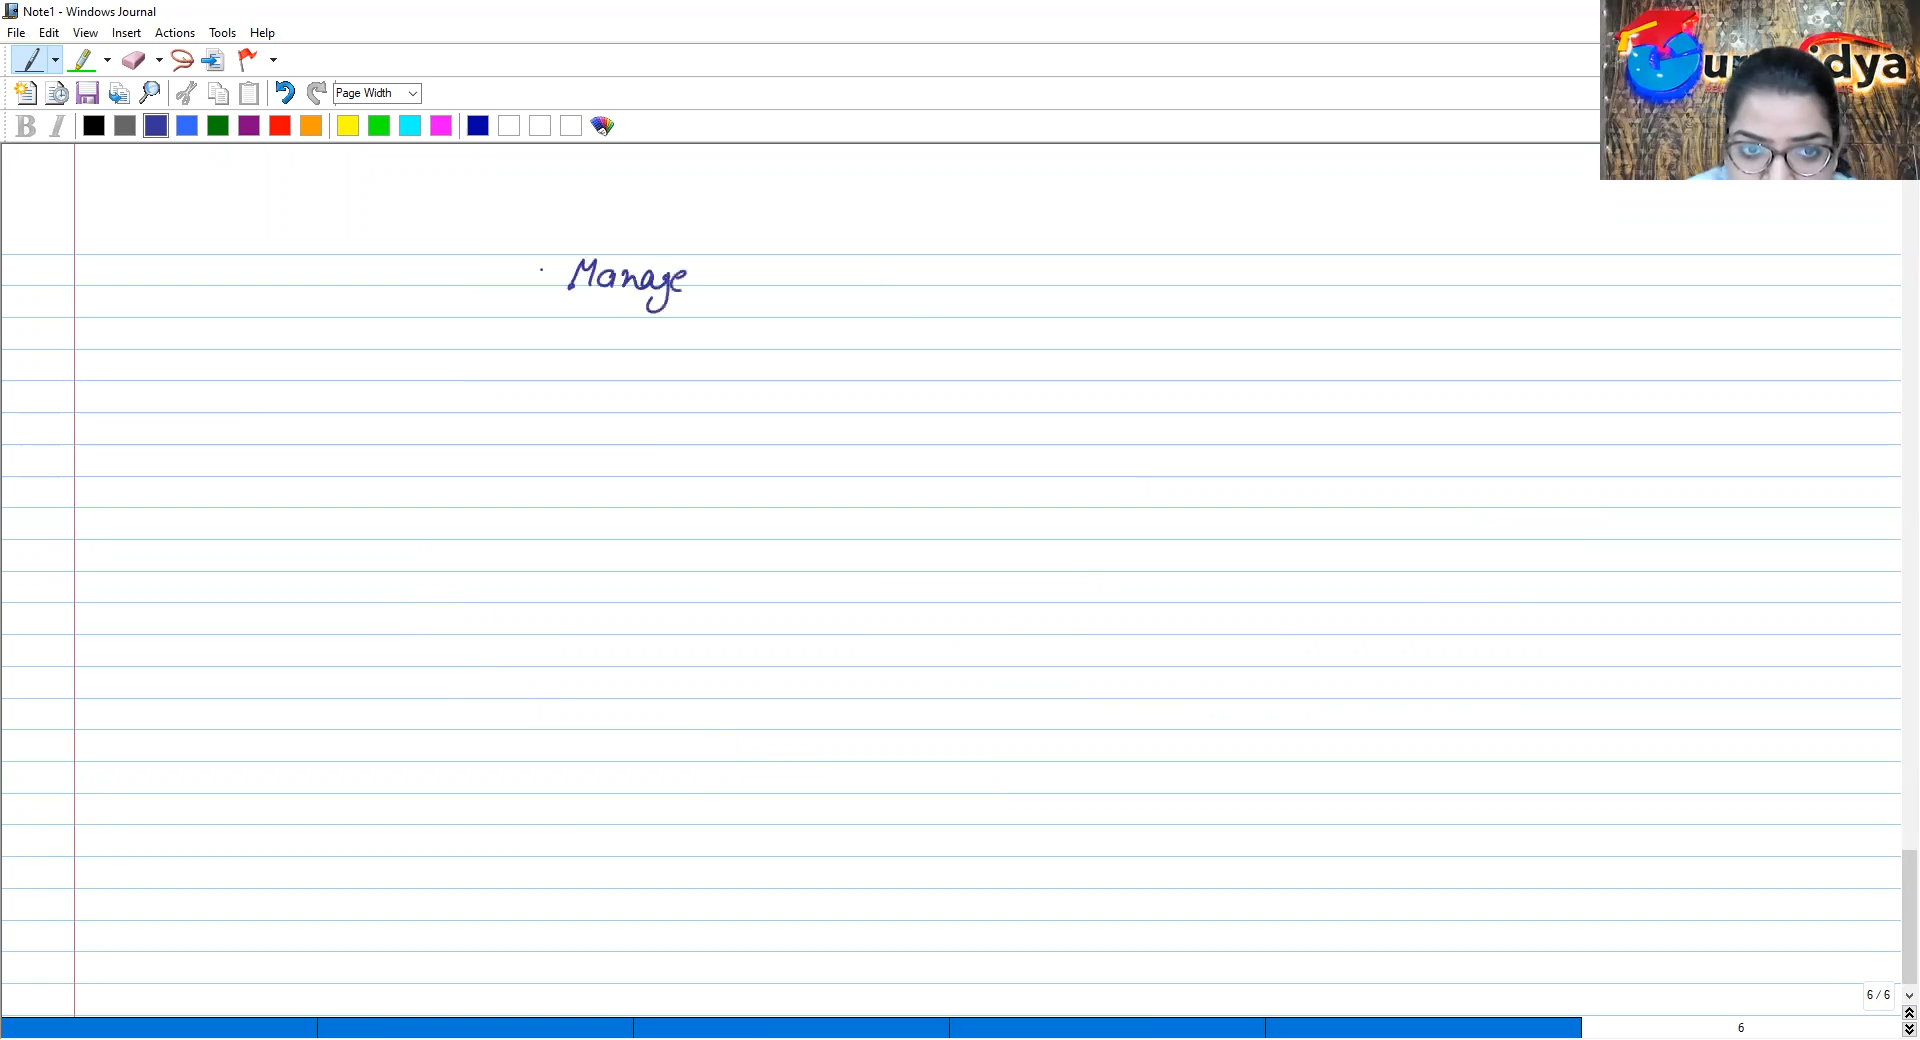 Note1 - Windows Journal
File Edit View Insert Actions Tools Help
Page Width
B I
Manage
6 / 6
6